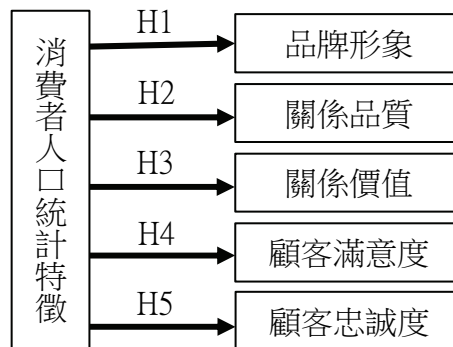 消費者人口統計特徵
H1
品牌形象
H2
關係品質
H3
關係價值
H4
顧客滿意度
H5
顧客忠誠度